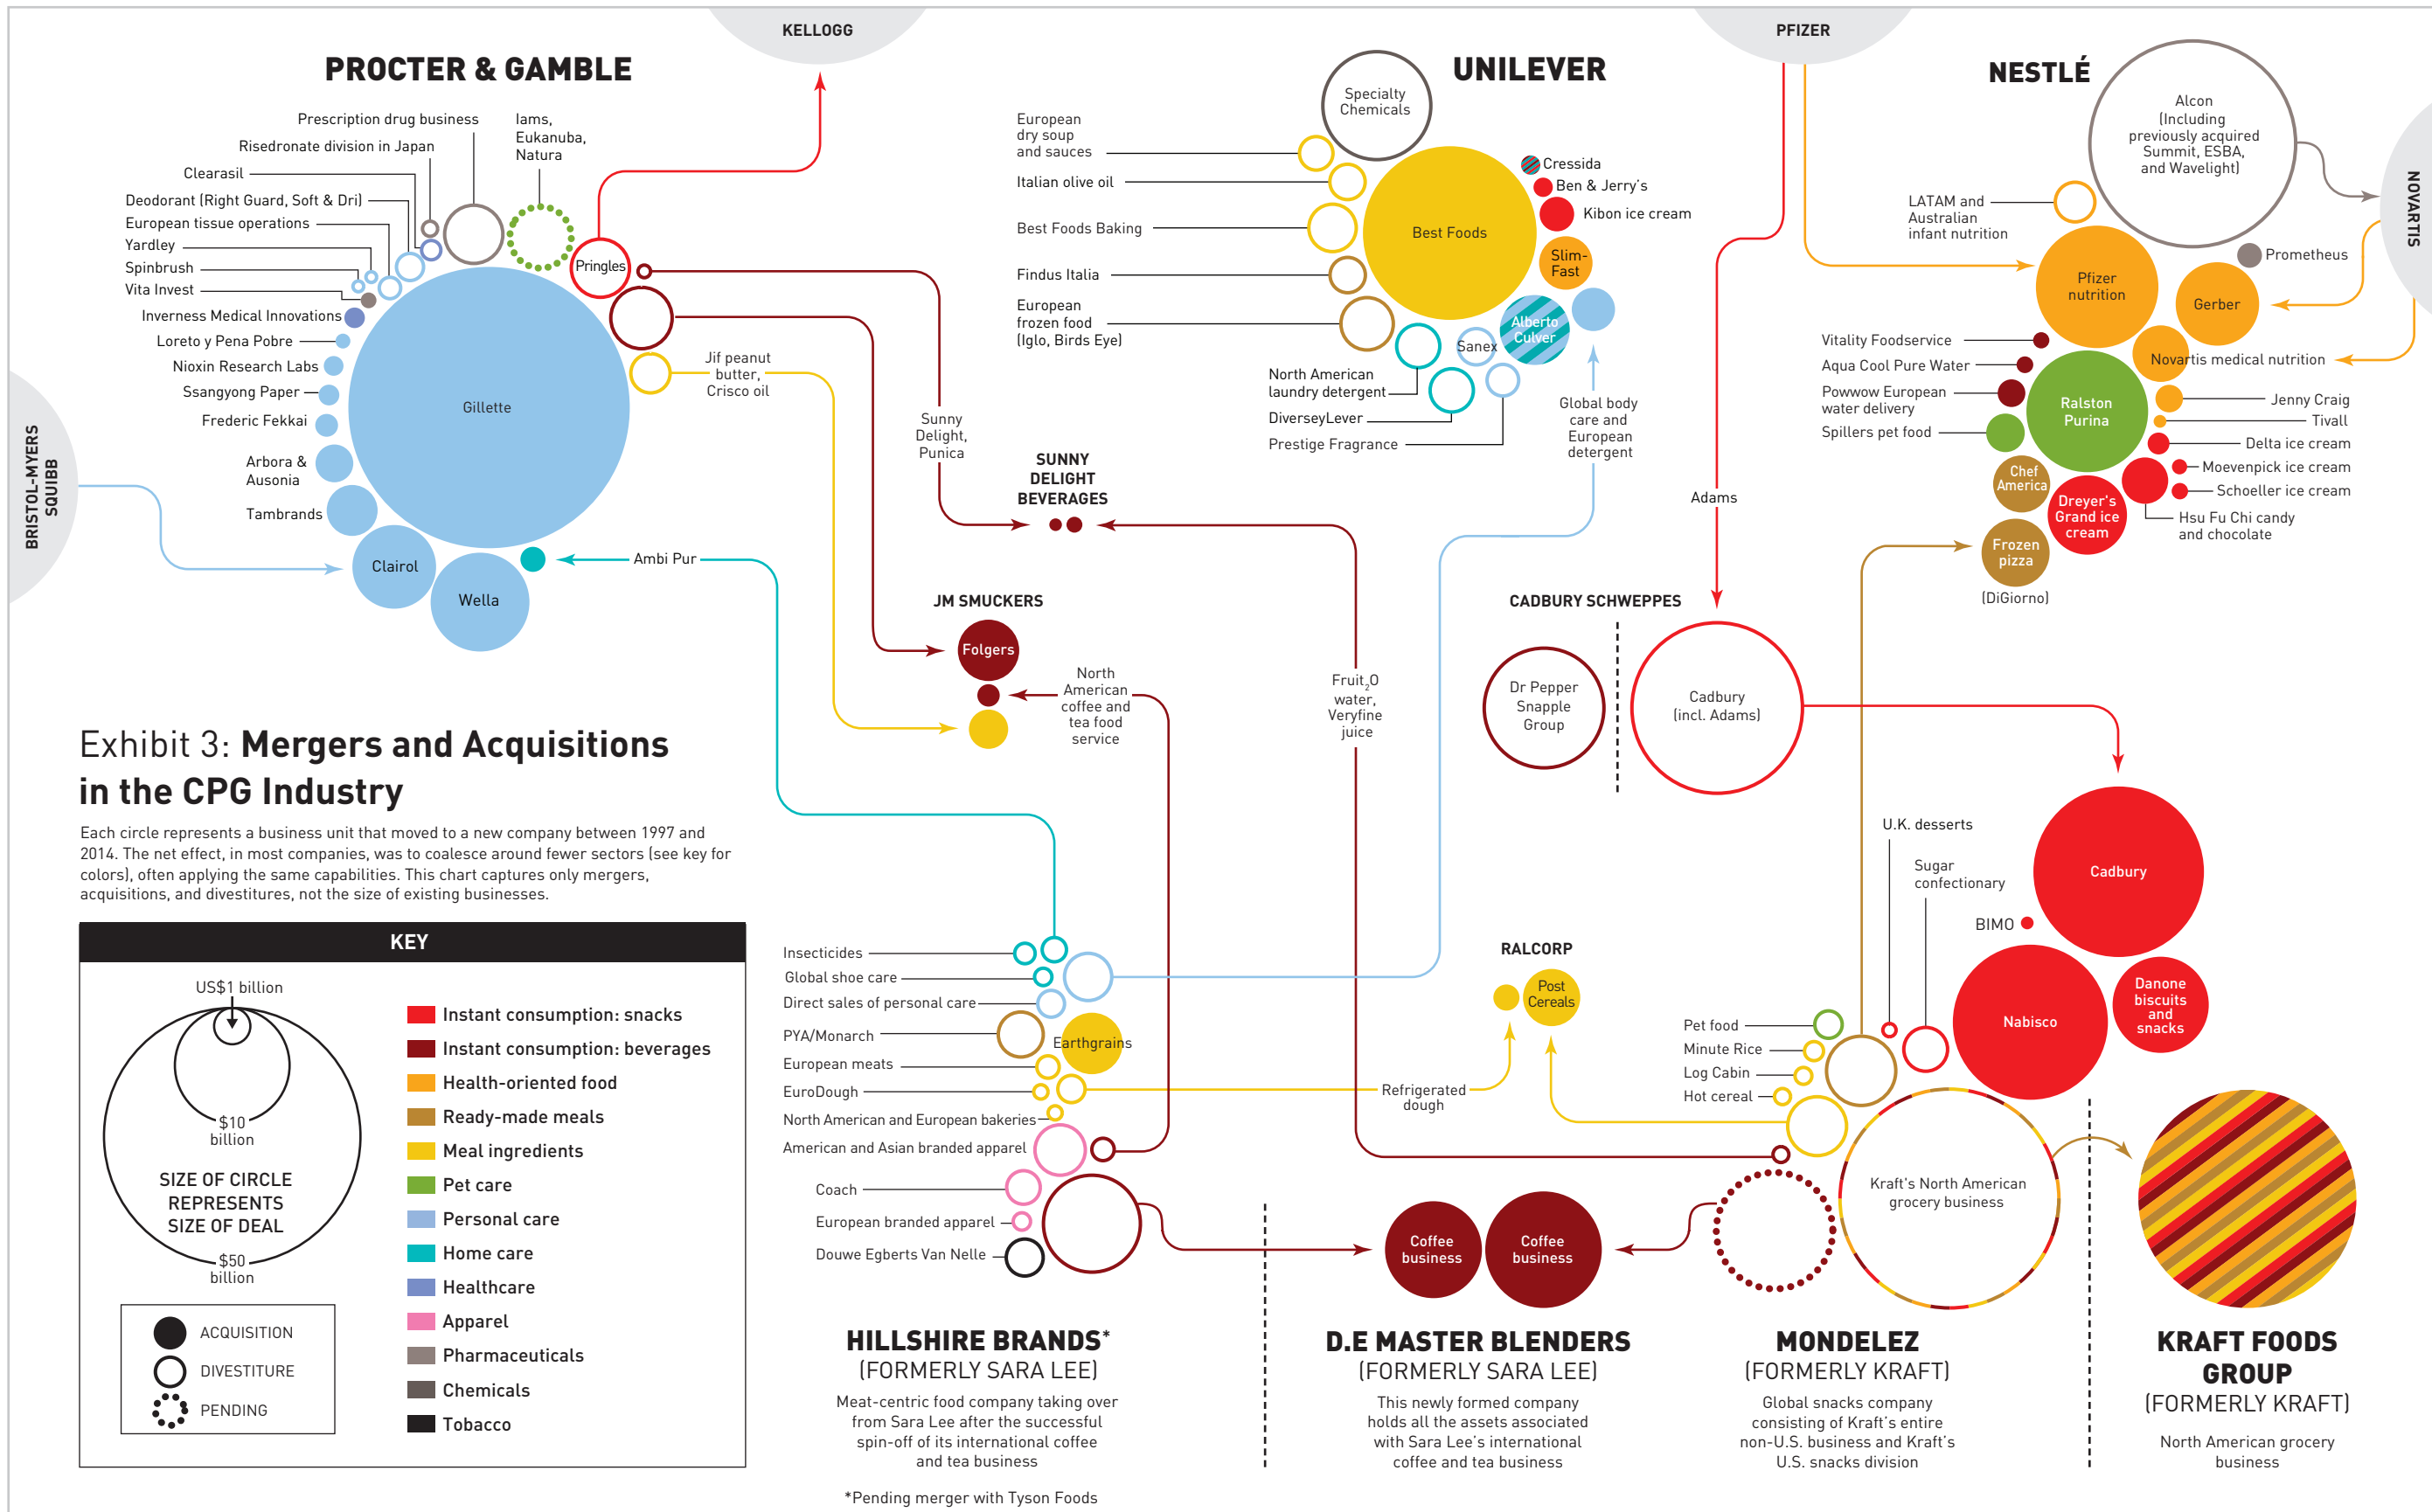 KELLOGG
PFIZER
NOVARTIS
BRISTOL-MYERS
SQUIBB
PROCTER & GAMBLE
Prescription drug business
Risedronate division in Japan
Clearasil
Deodorant (Right Guard, Soft & Dri)
European tissue operations
Yardley
Spinbrush
Vita Invest
Inverness Medical Innovations
Loreto y Pena Pobre
Nioxin Research Labs
Ssangyong Paper
Frederic Fekkai
Arbora &
Ausonia
Tambrands
Clairol
Wella
Gillette
Iams,
Eukanuba,
Natura
Pringles
Jif peanut
butter,
Crisco oil
Sunny
Delight,
Punica
Ambi Pur
SUNNY
DELIGHT
BEVERAGES
JM SMUCKERS
Folgers
North
American
coffee and
tea food
service
UNILEVER
Specialty
Chemicals
European
dry soup
and sauces
Italian olive oil
Best Foods Baking
Findus Italia
European
frozen food
(Iglo, Birds Eye)
Best Foods
Cressida
Ben & Jerry's
Kibon ice cream
Slim-
Fast
Alberto
Culver
Sanex
North American
laundry detergent
DiverseyLever
Prestige Fragrance
Global body
care and
European
detergent
Adams
NESTLÉ
Alcon
(Including
previously acquired
Summit, ESBA,
and Wavelight)
LATAM and
Australian
infant nutrition
Prometheus
Pfizer
nutrition
Gerber
Vitality Foodservice
Aqua Cool Pure Water
Powwow European
water delivery
Spillers pet food
Novartis medical nutrition
Ralston
Purina
Jenny Craig
Tivall
Delta ice cream
Moevenpick ice cream
Schoeller ice cream
Hsu Fu Chi candy
and chocolate
Chef
America
Dreyer's
Grand ice
cream
Frozen
pizza
(DiGiorno)
CADBURY SCHWEPPES
Dr Pepper
Snapple
Group
Cadbury
(incl. Adams)
Fruit₂O
water,
Veryfine
juice
Exhibit 3: Mergers and Acquisitions
in the CPG Industry
Each circle represents a business unit that moved to a new company between 1997 and
2014. The net effect, in most companies, was to coalesce around fewer sectors (see key for
colors), often applying the same capabilities. This chart captures only mergers,
acquisitions, and divestitures, not the size of existing businesses.
KEY
US$1 billion
$10
billion
SIZE OF CIRCLE
REPRESENTS
SIZE OF DEAL
$50
billion
ACQUISITION
DIVESTITURE
PENDING
Instant consumption: snacks
Instant consumption: beverages
Health-oriented food
Ready-made meals
Meal ingredients
Pet care
Personal care
Home care
Healthcare
Apparel
Pharmaceuticals
Chemicals
Tobacco
Insecticides
Global shoe care
Direct sales of personal care
PYA/Monarch
Earthgrains
European meats
EuroDough
North American and European bakeries
American and Asian branded apparel
Coach
European branded apparel
Douwe Egberts Van Nelle
Refrigerated
dough
RALCORP
Post
Cereals
U.K. desserts
Sugar
confectionary
BIMO
Cadbury
Nabisco
Danone
biscuits
and
snacks
Pet food
Minute Rice
Log Cabin
Hot cereal
Kraft's North American
grocery business
Coffee
business
Coffee
business
HILLSHIRE BRANDS*
(FORMERLY SARA LEE)
Meat-centric food company taking over
from Sara Lee after the successful
spin-off of its international coffee
and tea business
*Pending merger with Tyson Foods
D.E MASTER BLENDERS
(FORMERLY SARA LEE)
This newly formed company
holds all the assets associated
with Sara Lee's international
coffee and tea business
MONDELEZ
(FORMERLY KRAFT)
Global snacks company
consisting of Kraft's entire
non-U.S. business and Kraft's
U.S. snacks division
KRAFT FOODS
GROUP
(FORMERLY KRAFT)
North American grocery
business